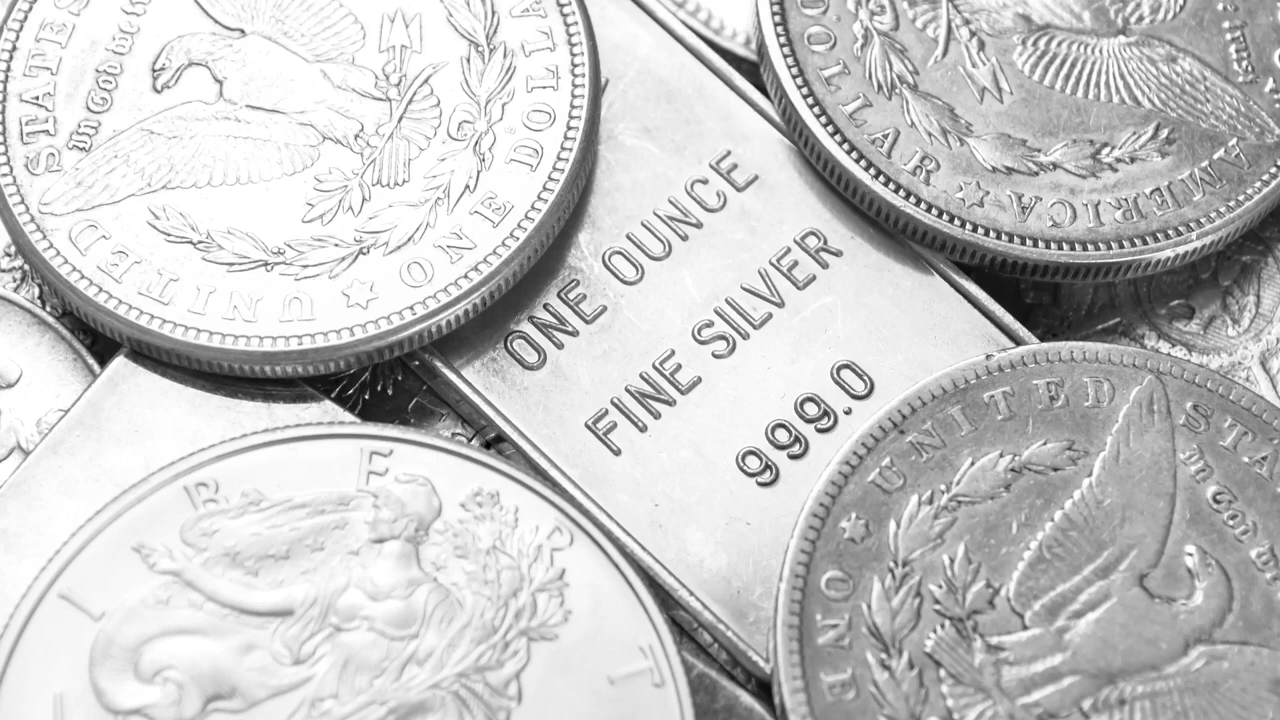 STATES
In God We
UNITED
ONE DOLLA
ONE OUNCE
FINE SILVER
999.0
DOLLAR
AMERICA
Trust
UNITED STA
In God We
ONE
L I B E R T